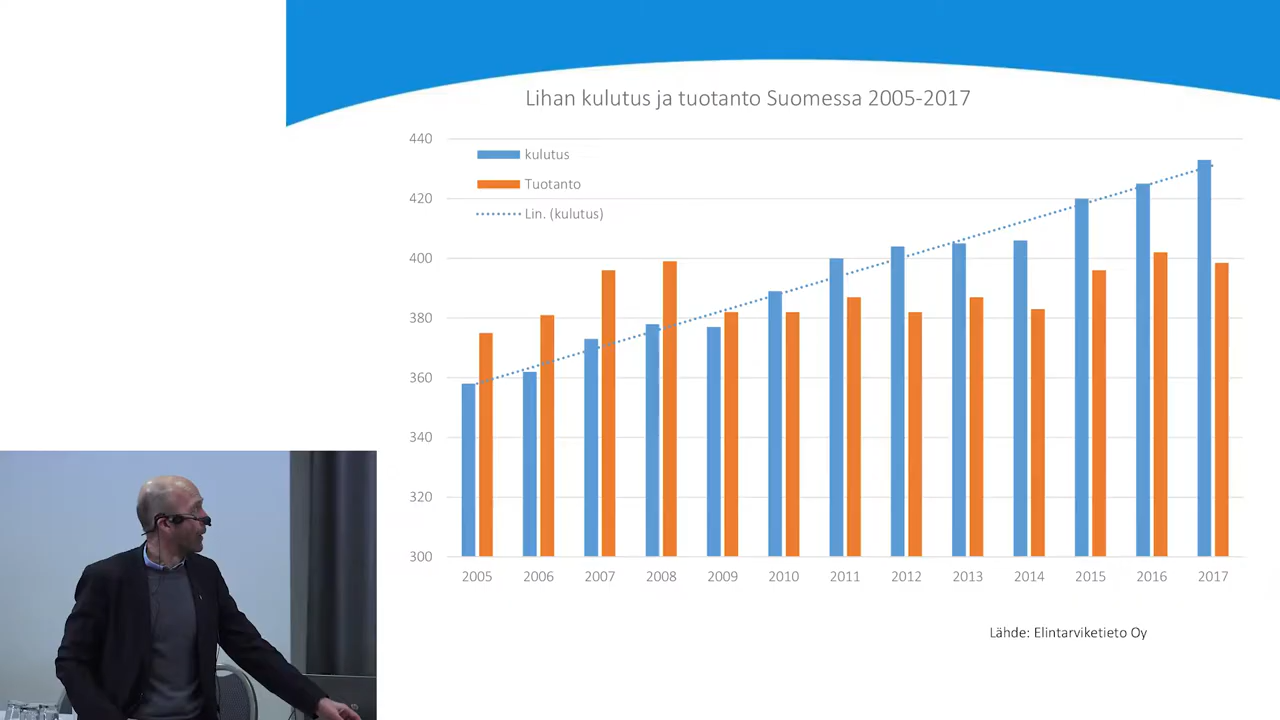 Lihan kulutus ja tuotanto Suomessa 2005-2017
440
kulutus
Tuotanto
420
Lin. (kulutus)
400
380
360
340
320
300
2005 2006 2007 2008 2009 2010 2011 2012 2013 2014 2015 2016 2017
Lähde: Elintarviketieto Oy